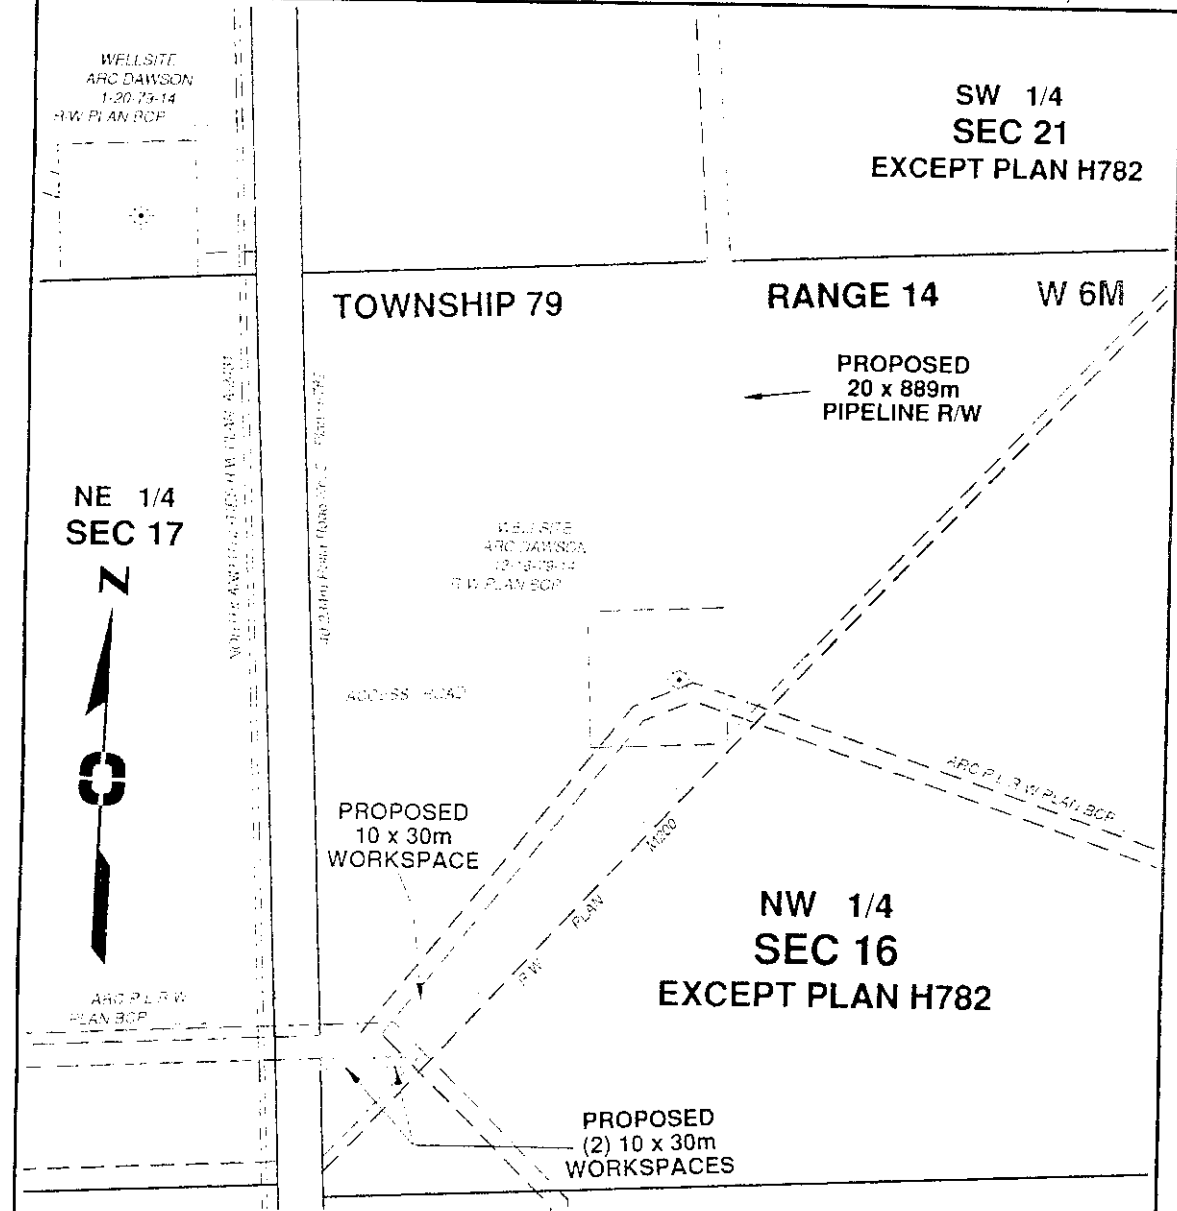 WELLSITE
ARC DAWSON
1-20-79-14
R/W PLAN BCP
SW 1/4
SEC 21
EXCEPT PLAN H782
TOWNSHIP 79
RANGE 14
W 6M
PROPOSED
20 x 889m
PIPELINE R/W
NE 1/4
SEC 17
Z
WELLSITE
ARC DAWSON
R/W PLAN BCP
ACCESS ROAD
PROPOSED
10 x 30m
WORKSPACE
ARC P/L R/W PLAN BCP
R/W PLAN M200
NW 1/4
SEC 16
EXCEPT PLAN H782
ARC P/L R/W
PLAN BCP
PROPOSED
(2) 10 x 30m
WORKSPACES